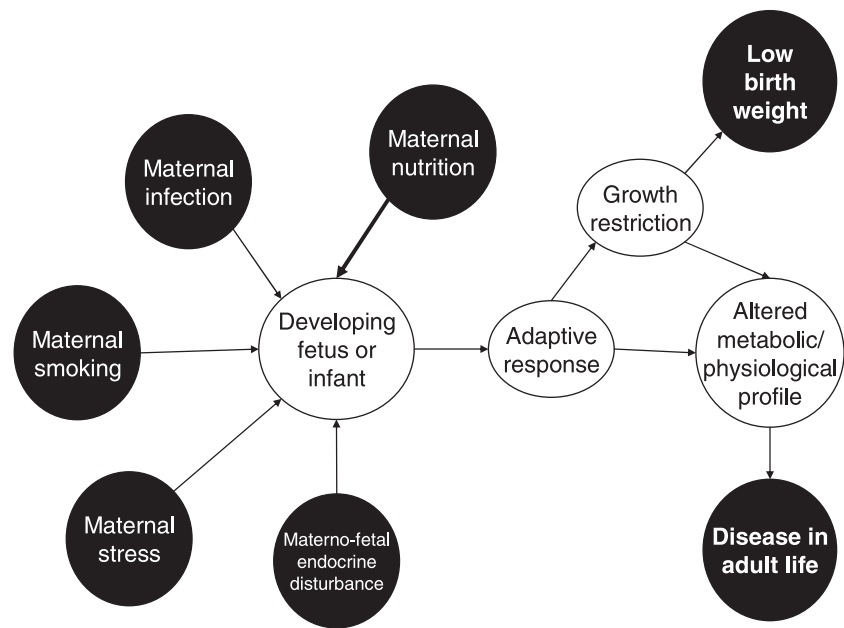 Low
birth
weight
Maternal
nutrition
Maternal
infection
Growth
restriction
Developing
fetus or
infant
Adaptive
response
Altered
metabolic/
physiological
profile
Maternal
smoking
Maternal
stress
Materno-fetal
endocrine
disturbance
Disease in
adult life